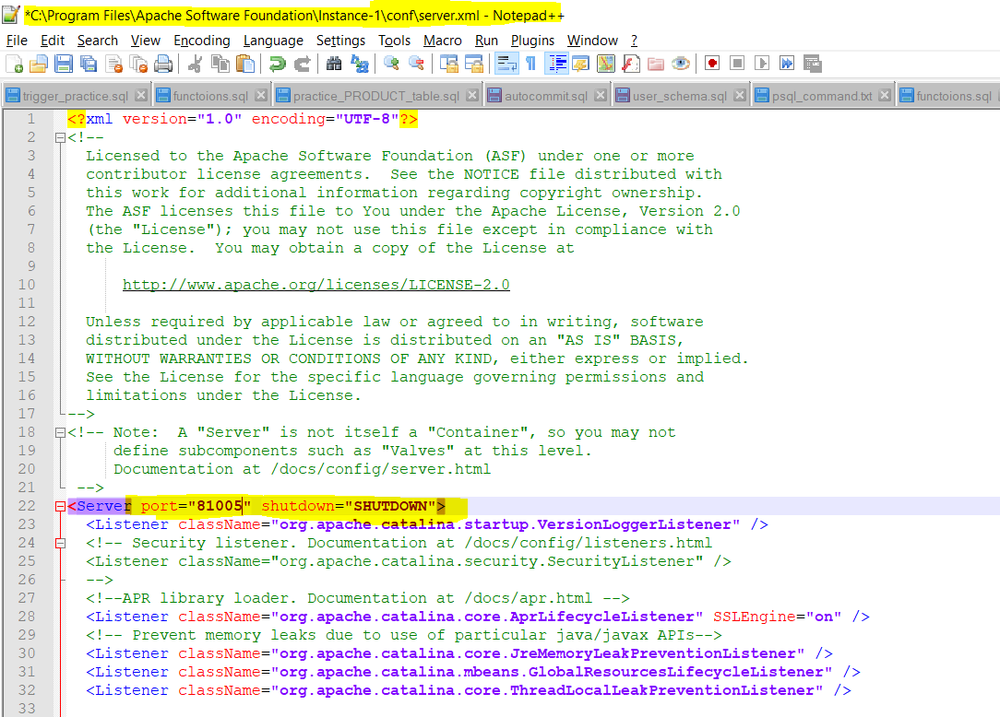 *C:\Program Files\Apache Software Foundation\Instance-1\conf\server.xml - Notepad++
File Edit Search View Encoding Language Settings Tools Macro Run Plugins Window ?
trigger_practice.sql functoions.sql practice_PRODUCT_table.sql autocommit.sql user_schema.sql psql_command.txt functoions.sql
1 <?xml version="1.0" encoding="UTF-8"?>
2 <!--
3 Licensed to the Apache Software Foundation (ASF) under one or more
4 contributor license agreements.  See the NOTICE file distributed with
5 this work for additional information regarding copyright ownership.
6 The ASF licenses this file to You under the Apache License, Version 2.0
7 (the "License"); you may not use this file except in compliance with
8 the License.  You may obtain a copy of the License at
9
10 http://www.apache.org/licenses/LICENSE-2.0
11
12 Unless required by applicable law or agreed to in writing, software
13 distributed under the License is distributed on an "AS IS" BASIS,
14 WITHOUT WARRANTIES OR CONDITIONS OF ANY KIND, either express or implied.
15 See the License for the specific language governing permissions and
16 limitations under the License.
17 -->
18 <!-- Note:  A "Server" is not itself a "Container", so you may not
19 define subcomponents such as "Valves" at this level.
20 Documentation at /docs/config/server.html
21 -->
22 <Server port="81005" shutdown="SHUTDOWN">
23 <Listener className="org.apache.catalina.startup.VersionLoggerListener" />
24 <!-- Security listener. Documentation at /docs/config/listeners.html
25 <Listener className="org.apache.catalina.security.SecurityListener" />
26 -->
27 <!--APR library loader. Documentation at /docs/apr.html -->
28 <Listener className="org.apache.catalina.core.AprLifecycleListener" SSLEngine="on" />
29 <!-- Prevent memory leaks due to use of particular java/javax APIs-->
30 <Listener className="org.apache.catalina.core.JreMemoryLeakPreventionListener" />
31 <Listener className="org.apache.catalina.mbeans.GlobalResourcesLifecycleListener" />
32 <Listener className="org.apache.catalina.core.ThreadLocalLeakPreventionListener" />
33